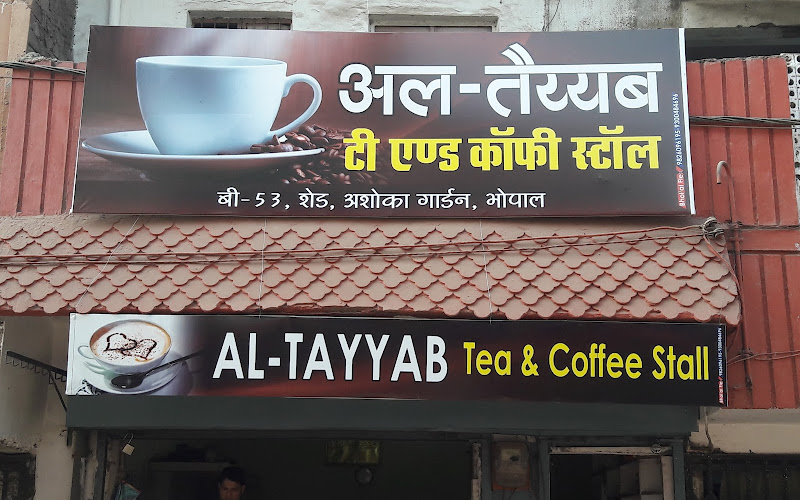 अल-तैय्यब
टी एण्ड कॉफी स्टॉल
बी-53, शेड, अशोका गार्डन, भोपाल
AL-TAYYAB Tea & Coffee Stall